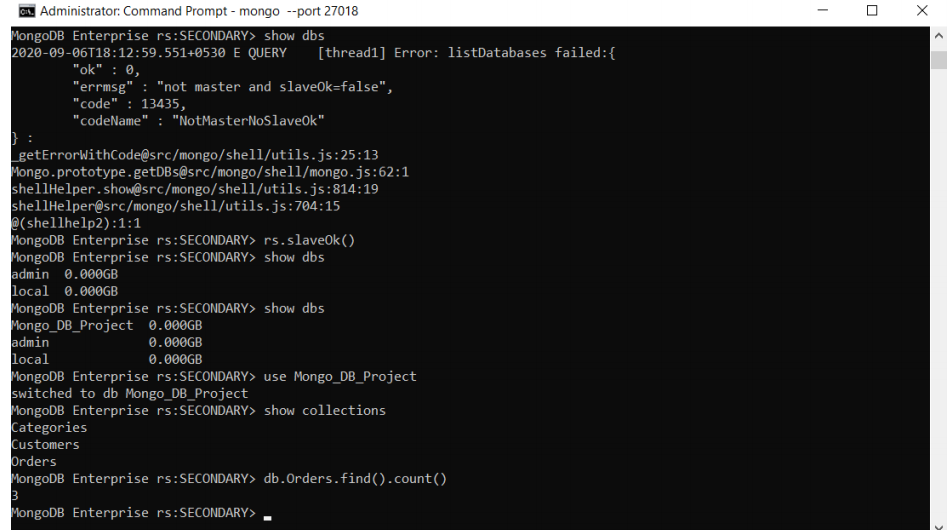 Administrator: Command Prompt - mongo  --port 27018
MongoDB Enterprise rs:SECONDARY> show dbs
2020-09-06T18:12:59.551+0530 E QUERY    [thread1] Error: listDatabases failed:{
        "ok" : 0,
        "errmsg" : "not master and slaveOk=false",
        "code" : 13435,
        "codeName" : "NotMasterNoSlaveOk"
} :
_getErrorWithCode@src/mongo/shell/utils.js:25:13
Mongo.prototype.getDBs@src/mongo/shell/mongo.js:62:1
shellHelper.show@src/mongo/shell/utils.js:814:19
shellHelper@src/mongo/shell/utils.js:704:15
@(shellhelp2):1:1
MongoDB Enterprise rs:SECONDARY> rs.slaveOk()
MongoDB Enterprise rs:SECONDARY> show dbs
admin  0.000GB
local  0.000GB
MongoDB Enterprise rs:SECONDARY> show dbs
Mongo_DB_Project  0.000GB
admin             0.000GB
local             0.000GB
MongoDB Enterprise rs:SECONDARY> use Mongo_DB_Project
switched to db Mongo_DB_Project
MongoDB Enterprise rs:SECONDARY> show collections
Categories
Customers
Orders
MongoDB Enterprise rs:SECONDARY> db.Orders.find().count()
3
MongoDB Enterprise rs:SECONDARY>